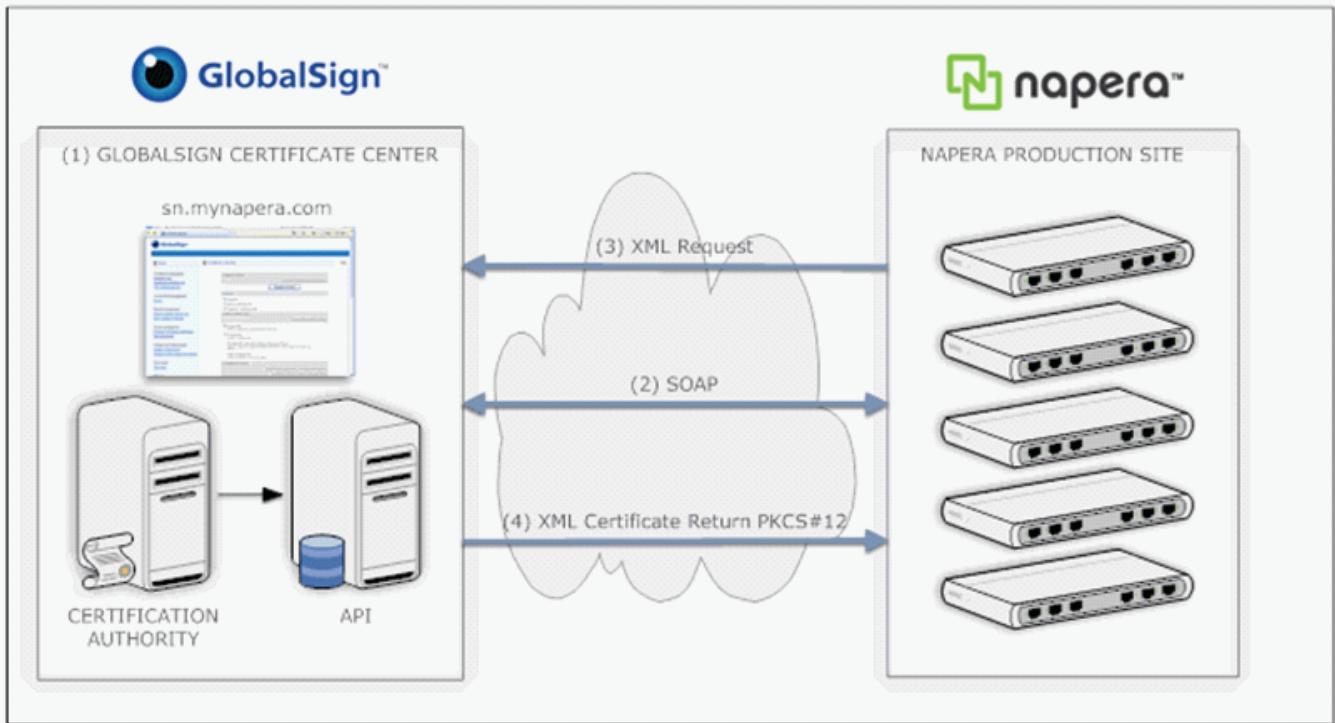 GlobalSign™
napera™
(1) GLOBALSIGN CERTIFICATE CENTER
NAPERA PRODUCTION SITE
sn.mynapera.com
(3) XML Request
(2) SOAP
(4) XML Certificate Return PKCS#12
CERTIFICATION
AUTHORITY
API